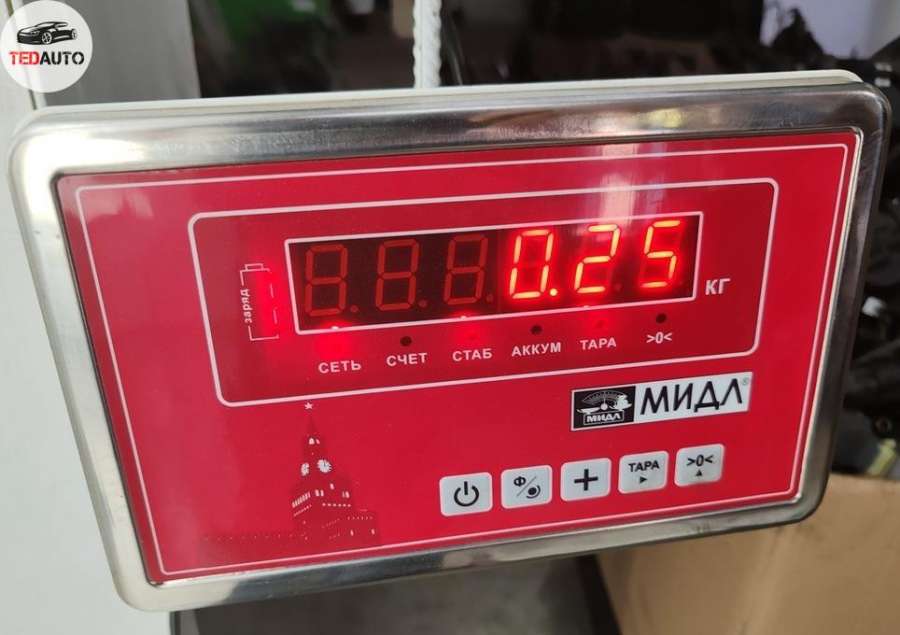 TEDAUTO
0.25
КГ
заряд
СЕТЬ СЧЕТ СТАБ АККУМ ТАРА >0<
МИДЛ МИДЛ®
Ф/ + ТАРА >0<